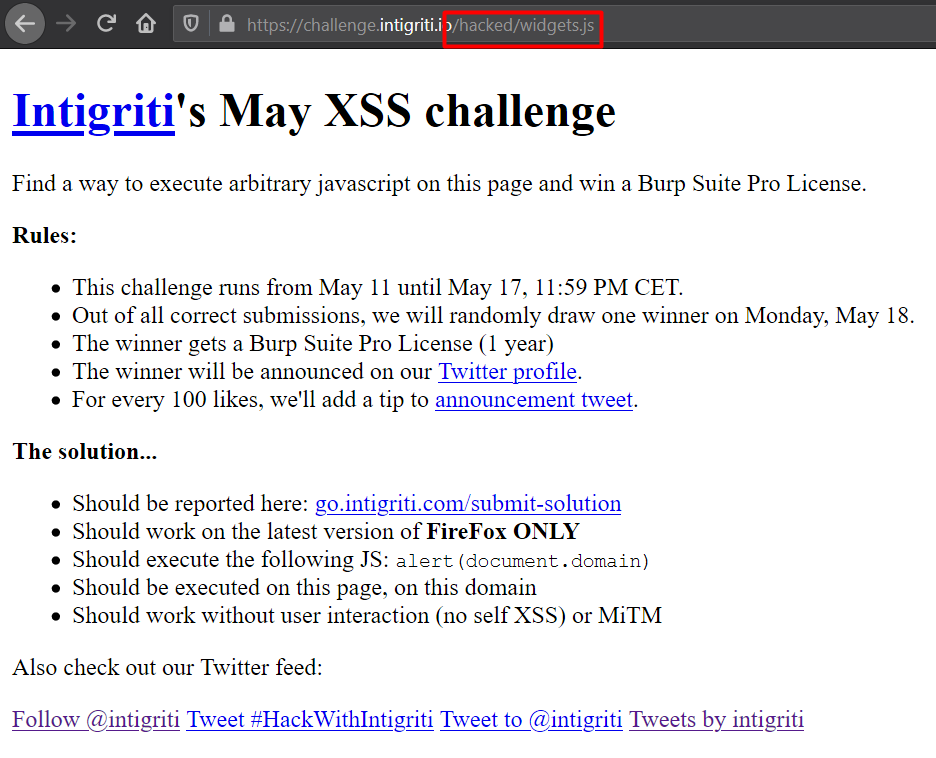 https://challenge.intigriti.io/hacked/widgets.js
Intigriti's May XSS challenge
Find a way to execute arbitrary javascript on this page and win a Burp Suite Pro License.
Rules:
This challenge runs from May 11 until May 17, 11:59 PM CET.
Out of all correct submissions, we will randomly draw one winner on Monday, May 18.
The winner gets a Burp Suite Pro License (1 year)
The winner will be announced on our Twitter profile.
For every 100 likes, we'll add a tip to announcement tweet.
The solution...
Should be reported here: go.intigriti.com/submit-solution
Should work on the latest version of FireFox ONLY
Should execute the following JS: alert(document.domain)
Should be executed on this page, on this domain
Should work without user interaction (no self XSS) or MiTM
Also check out our Twitter feed:
Follow @intigriti Tweet #HackWithIntigriti Tweet to @intigriti Tweets by intigriti